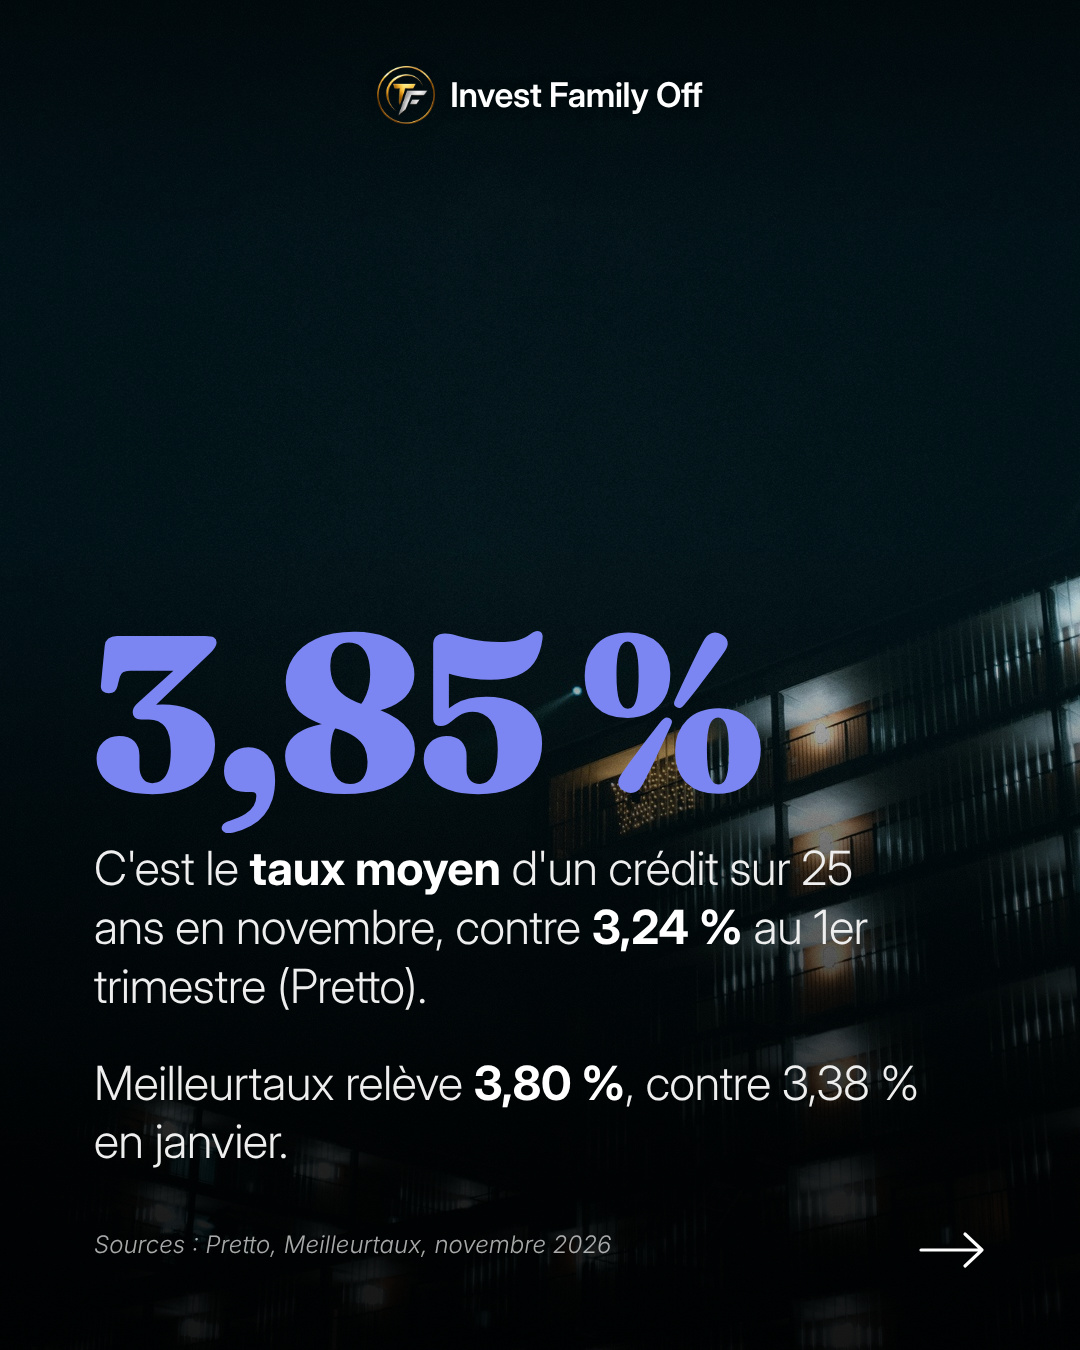 TF Invest Family Off
3,85 %
C'est le taux moyen d'un crédit sur 25
ans en novembre, contre 3,24 % au 1er
trimestre (Pretto).
Meilleurtaux relève 3,80 %, contre 3,38 %
en janvier.
Sources : Pretto, Meilleurtaux, novembre 2026